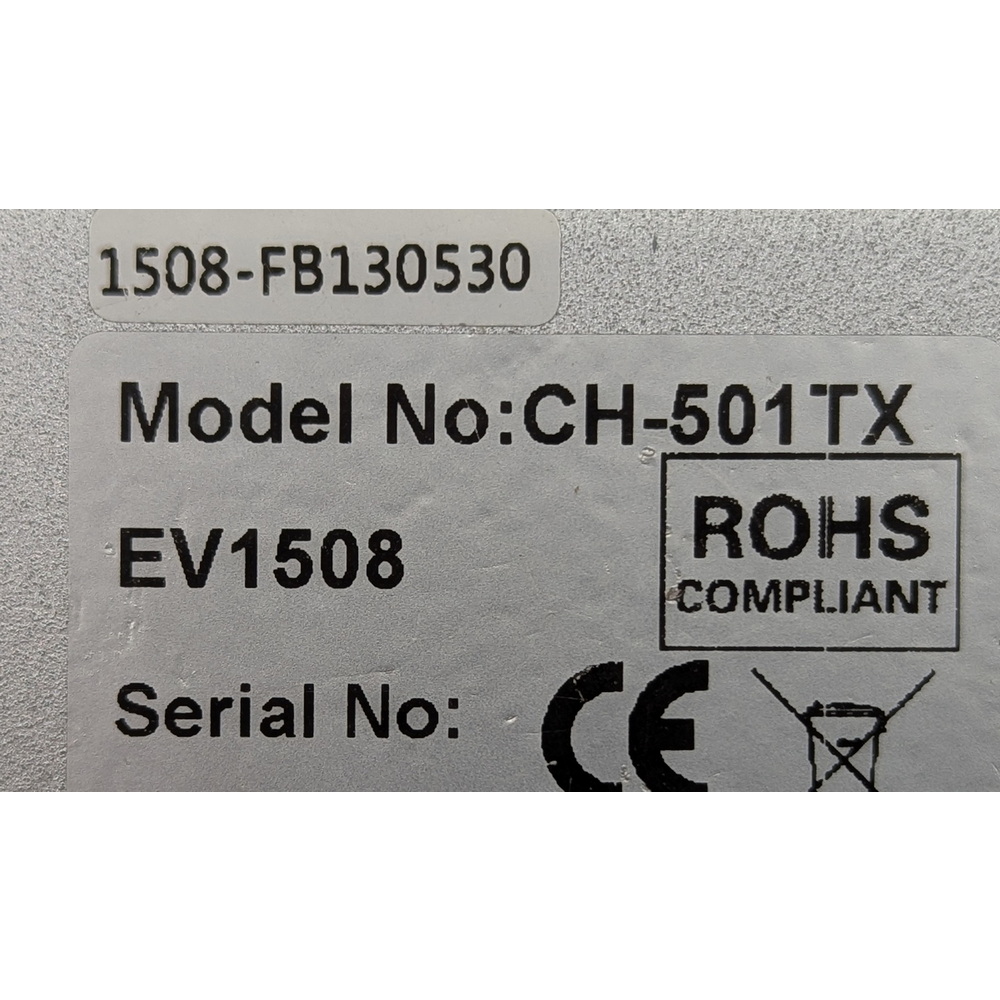 1508-FB130530
Model No:CH-501TX
ROHS
COMPLIANT
EV1508
Serial No:
CE